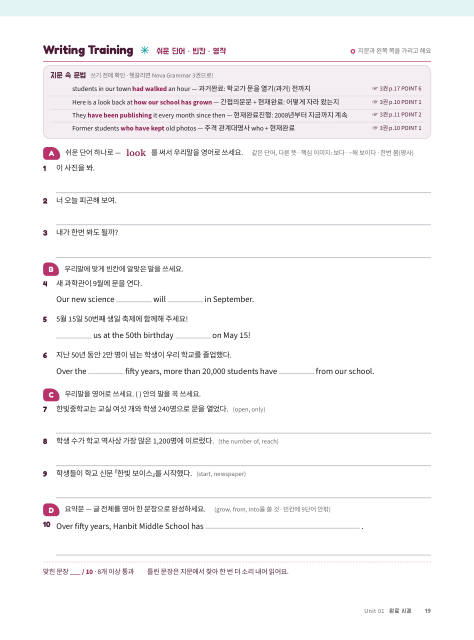 Writing Training ✳ 쉬운 단어 · 빈칸 · 영작
지문과 왼쪽 쪽을 가리고 해요
지문 속 문법 쓰기 전에 확인 · 헷갈리면 Nova Grammar 3권으로!
students in our town had walked an hour — 과거완료: 학교가 문을 열기(과거) 전까지 ☞ 3권 p.17 POINT 6
Here is a look back at how our school has grown — 간접의문문 + 현재완료: 어떻게 자라 왔는지 ☞ 3권 p.10 POINT 1
They have been publishing it every month since then — 현재완료진행: 2008년부터 지금까지 계속 ☞ 3권 p.11 POINT 2
Former students who have kept old photos — 주격 관계대명사 who + 현재완료 ☞ 3권 p.10 POINT 1
A 쉬운 단어 하나로 — look 를 써서 우리말을 영어로 쓰세요. 같은 단어, 다른 뜻 · 핵심 이미지: 보다 · ~해 보이다 · 한번 봄(명사)
1 이 사진을 봐.
2 너 오늘 피곤해 보여.
3 내가 한번 봐도 될까?
B 우리말에 맞게 빈칸에 알맞은 말을 쓰세요.
4 새 과학관이 9월에 문을 연다.
Our new science ______ will ______ in September.
5 5월 15일 50번째 생일 축제에 함께해 주세요!
______ us at the 50th birthday ______ on May 15!
6 지난 50년 동안 2만 명이 넘는 학생이 우리 학교를 졸업했다.
Over the ______ fifty years, more than 20,000 students have ______ from our school.
C 우리말을 영어로 쓰세요. ( ) 안의 말을 꼭 쓰세요.
7 한빛중학교는 교실 여섯 개와 학생 240명으로 문을 열었다. (open, only)
8 학생 수가 학교 역사상 가장 많은 1,200명에 이르렀다. (the number of, reach)
9 학생들이 학교 신문 『한빛 보이스』를 시작했다. (start, newspaper)
D 요약문 — 글 전체를 영어 한 문장으로 완성하세요. (grow, from, into을 쓸 것 · 빈칸에 9단어 안팎)
10 Over fifty years, Hanbit Middle School has ______ .
맞힌 문장 ___ / 10 · 8개 이상 통과 틀린 문장은 지문에서 찾아 한 번 더 소리 내어 읽어요.
Unit 01 완료 시제 19